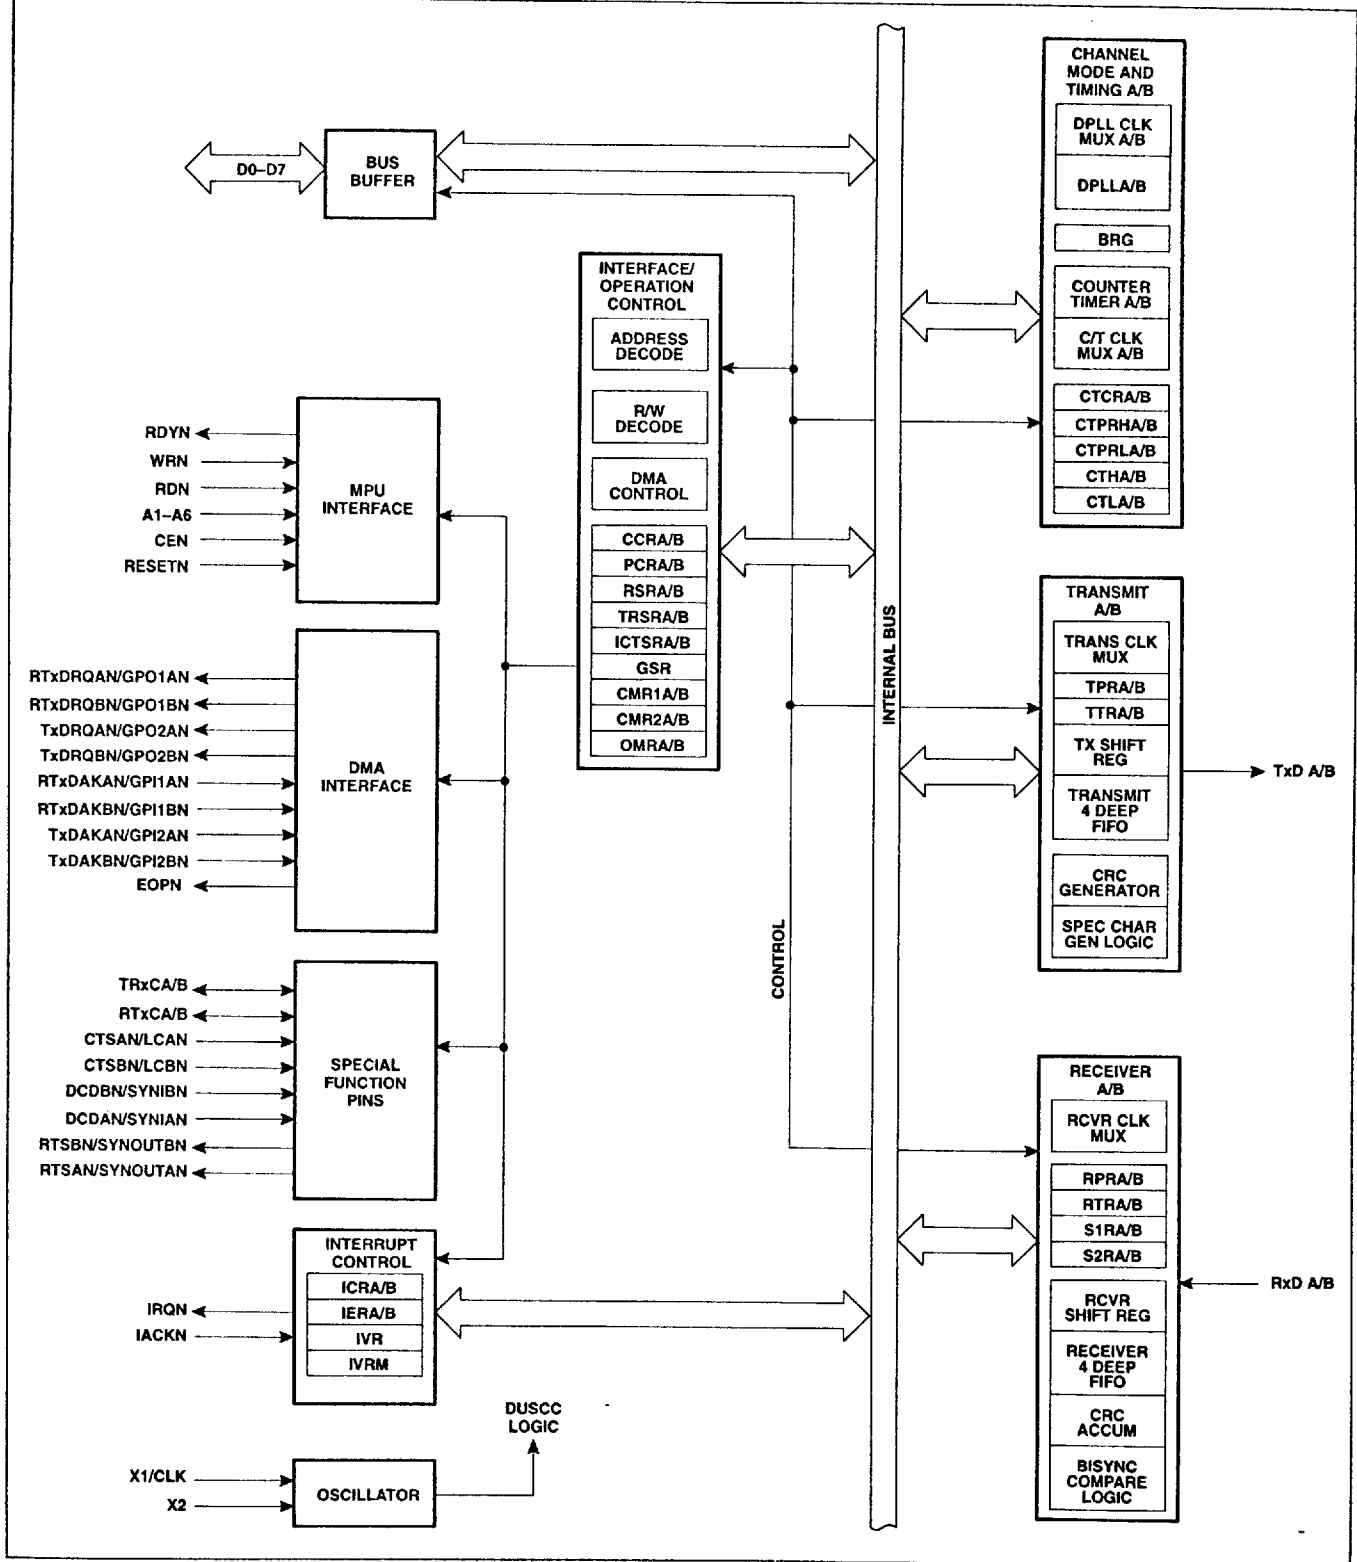 D0–D7
BUS
BUFFER
INTERFACE/
OPERATION
CONTROL
ADDRESS
DECODE
R/W
DECODE
DMA
CONTROL
CCRA/B
PCRA/B
RSRA/B
TRSRA/B
ICTSRA/B
GSR
CMR1A/B
CMR2A/B
OMRA/B
RDYN
WRN
RDN
A1–A6
CEN
RESETN
MPU
INTERFACE
RTxDRQAN/GPO1AN
RTxDRQBN/GPO1BN
TxDRQAN/GPO2AN
TxDRQBN/GPO2BN
RTxDAKAN/GPI1AN
RTxDAKBN/GPI1BN
TxDAKAN/GPI2AN
TxDAKBN/GPI2BN
EOPN
DMA
INTERFACE
TRxCA/B
RTxCA/B
CTSAN/LCAN
CTSBN/LCBN
DCDBN/SYNIBN
DCDAN/SYNIAN
RTSBN/SYNOUTBN
RTSAN/SYNOUTAN
SPECIAL
FUNCTION
PINS
IRQN
IACKN
INTERRUPT
CONTROL
ICRA/B
IERA/B
IVR
IVRM
X1/CLK
X2
OSCILLATOR
DUSCC
LOGIC
CONTROL
INTERNAL BUS
CHANNEL
MODE AND
TIMING A/B
DPLL CLK
MUX A/B
DPLLA/B
BRG
COUNTER
TIMER A/B
C/T CLK
MUX A/B
CTCRA/B
CTPRHA/B
CTPRLA/B
CTHA/B
CTLA/B
TRANSMIT
A/B
TRANS CLK
MUX
TPRA/B
TTRA/B
TX SHIFT
REG
TRANSMIT
4 DEEP
FIFO
CRC
GENERATOR
SPEC CHAR
GEN LOGIC
TxD A/B
RECEIVER
A/B
RCVR CLK
MUX
RPRA/B
RTRA/B
S1RA/B
S2RA/B
RCVR
SHIFT REG
RECEIVER
4 DEEP
FIFO
CRC
ACCUM
BISYNC
COMPARE
LOGIC
RxD A/B